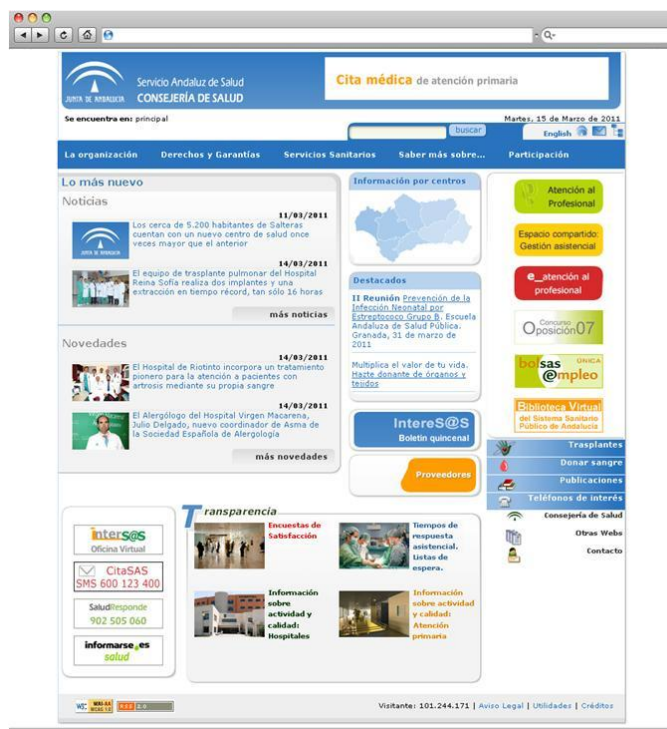 Servicio Andaluz de Salud
CONSEJERÍA DE SALUD
JUNTA DE ANDALUCIA
Cita médica de atención primaria
Se encuentra en: principal
Martes, 15 de Marzo de 2011
buscar
English
La organización
Derechos y Garantías
Servicios Sanitarios
Saber más sobre...
Participación
Lo más nuevo
Noticias
11/03/2011
Los cerca de 5.200 habitantes de Salteras
cuentan con un nuevo centro de salud once
veces mayor que el anterior
14/03/2011
El equipo de trasplante pulmonar del Hospital
Reina Sofía realiza dos implantes y una
extracción en tiempo récord, tan sólo 16 horas
más noticias
Novedades
14/03/2011
El Hospital de Riotinto incorpora un tratamiento
pionero para la atención a pacientes con
artrosis mediante su propia sangre
14/03/2011
El Alergólogo del Hospital Virgen Macarena,
Julio Delgado, nuevo coordinador de Asma de
la Sociedad Española de Alergología
más novedades
Información por centros
Destacados
II Reunión Prevención de la
Infección Neonatal por
Estreptococo Grupo B. Escuela
Andaluza de Salud Pública.
Granada, 31 de marzo de
2011
Multiplica el valor de tu vida.
Hazte donante de órganos y
tejidos
IntereS@S
Boletín quincenal
Proveedores
Atención al
Profesional
Espacio compartido:
Gestión asistencial
e_atención al
profesional
Concurso
Oposición07
bolsas ÚNICA
@mpleo
Biblioteca Virtual
del Sistema Sanitario
Público de Andalucía
Trasplantes
Donar sangre
Publicaciones
Teléfonos de interés
Consejería de Salud
Otras Webs
Contacto
inters@s
Oficina Virtual
CitaSAS
SMS 600 123 400
SaludResponde
902 505 060
informarse.es
salud
Transparencia
Encuestas de
Satisfacción
Tiempos de
respuesta
asistencial.
Listas de
espera.
Información
sobre
actividad y
calidad:
Hospitales
Información
sobre actividad
y calidad:
Atención
primaria
W3C WAI-AA
WCAG 1.0
RSS 2.0
Visitante: 101.244.171 | Aviso Legal | Utilidades | Créditos